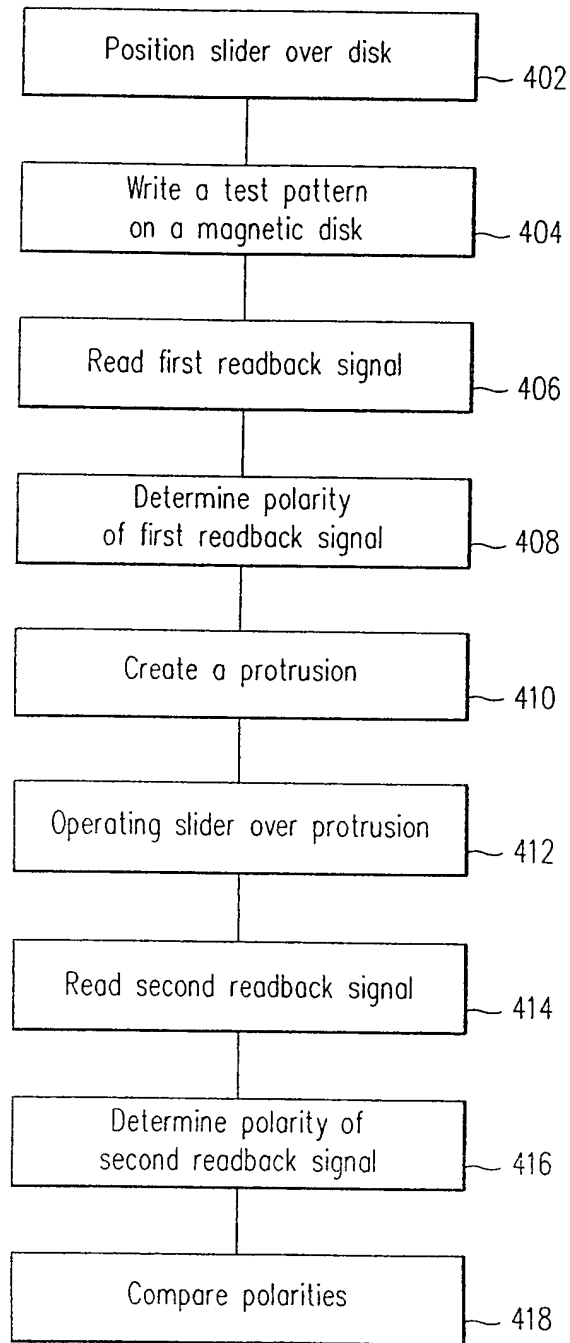 Position slider over disk
402
Write a test pattern
on a magnetic disk
404
Read first readback signal
406
Determine polarity
of first readback signal
408
Create a protrusion
410
Operating slider over protrusion
412
Read second readback signal
414
Determine polarity of
second readback signal
416
Compare polarities
418